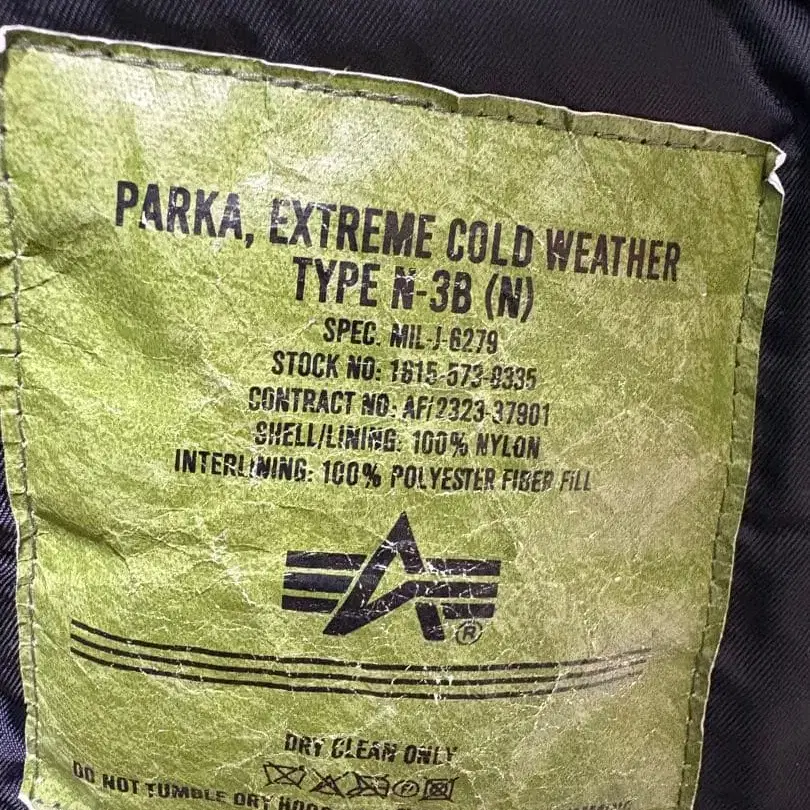 PARKA, EXTREME COLD WEATHER
TYPE N-3B (N)
SPEC. MIL-J-6279
STOCK NO: 1615-573-8335
CONTRACT NO: AF/2323-37901
SHELL/LINING: 100% NYLON
INTERLINING: 100% POLYESTER FIBER FILL
®
DRY CLEAN ONLY
DO NOT TUMBLE DRY